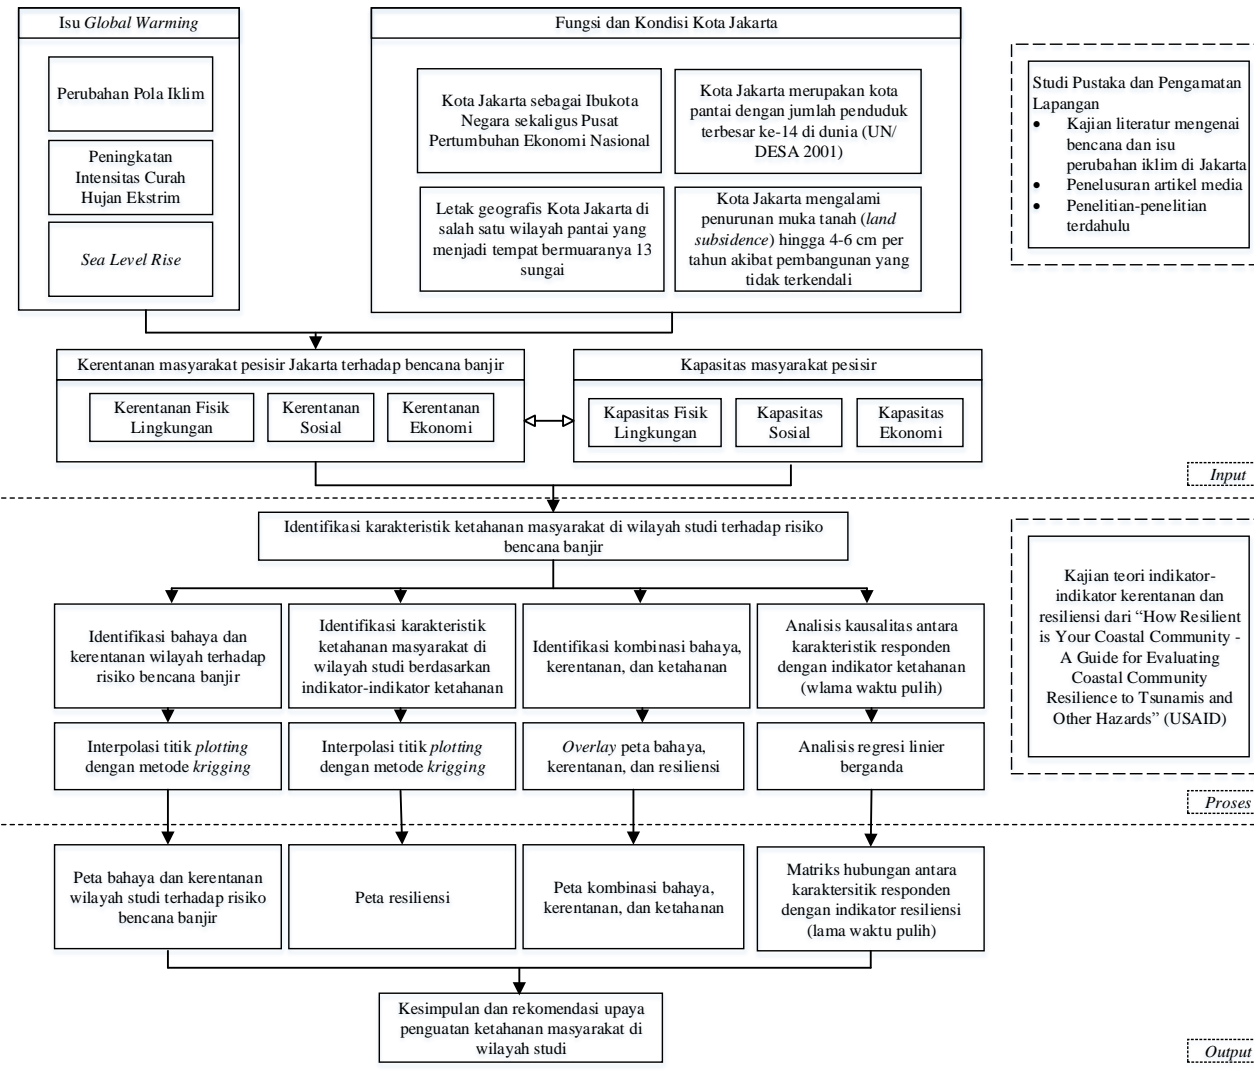 Isu Global Warming
Perubahan Pola Iklim
Peningkatan
Intensitas Curah
Hujan Ekstrim
Sea Level Rise
Fungsi dan Kondisi Kota Jakarta
Kota Jakarta sebagai Ibukota
Negara sekaligus Pusat
Pertumbuhan Ekonomi Nasional
Kota Jakarta merupakan kota
pantai dengan jumlah penduduk
terbesar ke-14 di dunia (UN/
DESA 2001)
Letak geografis Kota Jakarta di
salah satu wilayah pantai yang
menjadi tempat bermuaranya 13
sungai
Kota Jakarta mengalami
penurunan muka tanah (land
subsidence) hingga 4-6 cm per
tahun akibat pembangunan yang
tidak terkendali
Studi Pustaka dan Pengamatan
Lapangan
• Kajian literatur mengenai
bencana dan isu
perubahan iklim di Jakarta
• Penelusuran artikel media
• Penelitian-penelitian
terdahulu
Kerentanan masyarakat pesisir Jakarta terhadap bencana banjir
Kerentanan Fisik
Lingkungan
Kerentanan
Sosial
Kerentanan
Ekonomi
Kapasitas masyarakat pesisir
Kapasitas Fisik
Lingkungan
Kapasitas
Sosial
Kapasitas
Ekonomi
Input
Identifikasi karakteristik ketahanan masyarakat di wilayah studi terhadap risiko
bencana banjir
Identifikasi bahaya dan
kerentanan wilayah terhadap
risiko bencana banjir
Identifikasi karakteristik
ketahanan masyarakat di
wilayah studi berdasarkan
indikator-indikator ketahanan
Identifikasi kombinasi bahaya,
kerentanan, dan ketahanan
Analisis kausalitas antara
karakteristik responden
dengan indikator ketahanan
(wlama waktu pulih)
Kajian teori indikator-
indikator kerentanan dan
resiliensi dari “How Resilient
is Your Coastal Community -
A Guide for Evaluating
Coastal Community
Resilience to Tsunamis and
Other Hazards” (USAID)
Interpolasi titik plotting
dengan metode krigging
Interpolasi titik plotting
dengan metode krigging
Overlay peta bahaya,
kerentanan, dan resiliensi
Analisis regresi linier
berganda
Proses
Peta bahaya dan kerentanan
wilayah studi terhadap risiko
bencana banjir
Peta resiliensi
Peta kombinasi bahaya,
kerentanan, dan ketahanan
Matriks hubungan antara
karaktersitik responden
dengan indikator resiliensi
(lama waktu pulih)
Kesimpulan dan rekomendasi upaya
penguatan ketahanan masyarakat di
wilayah studi
Output